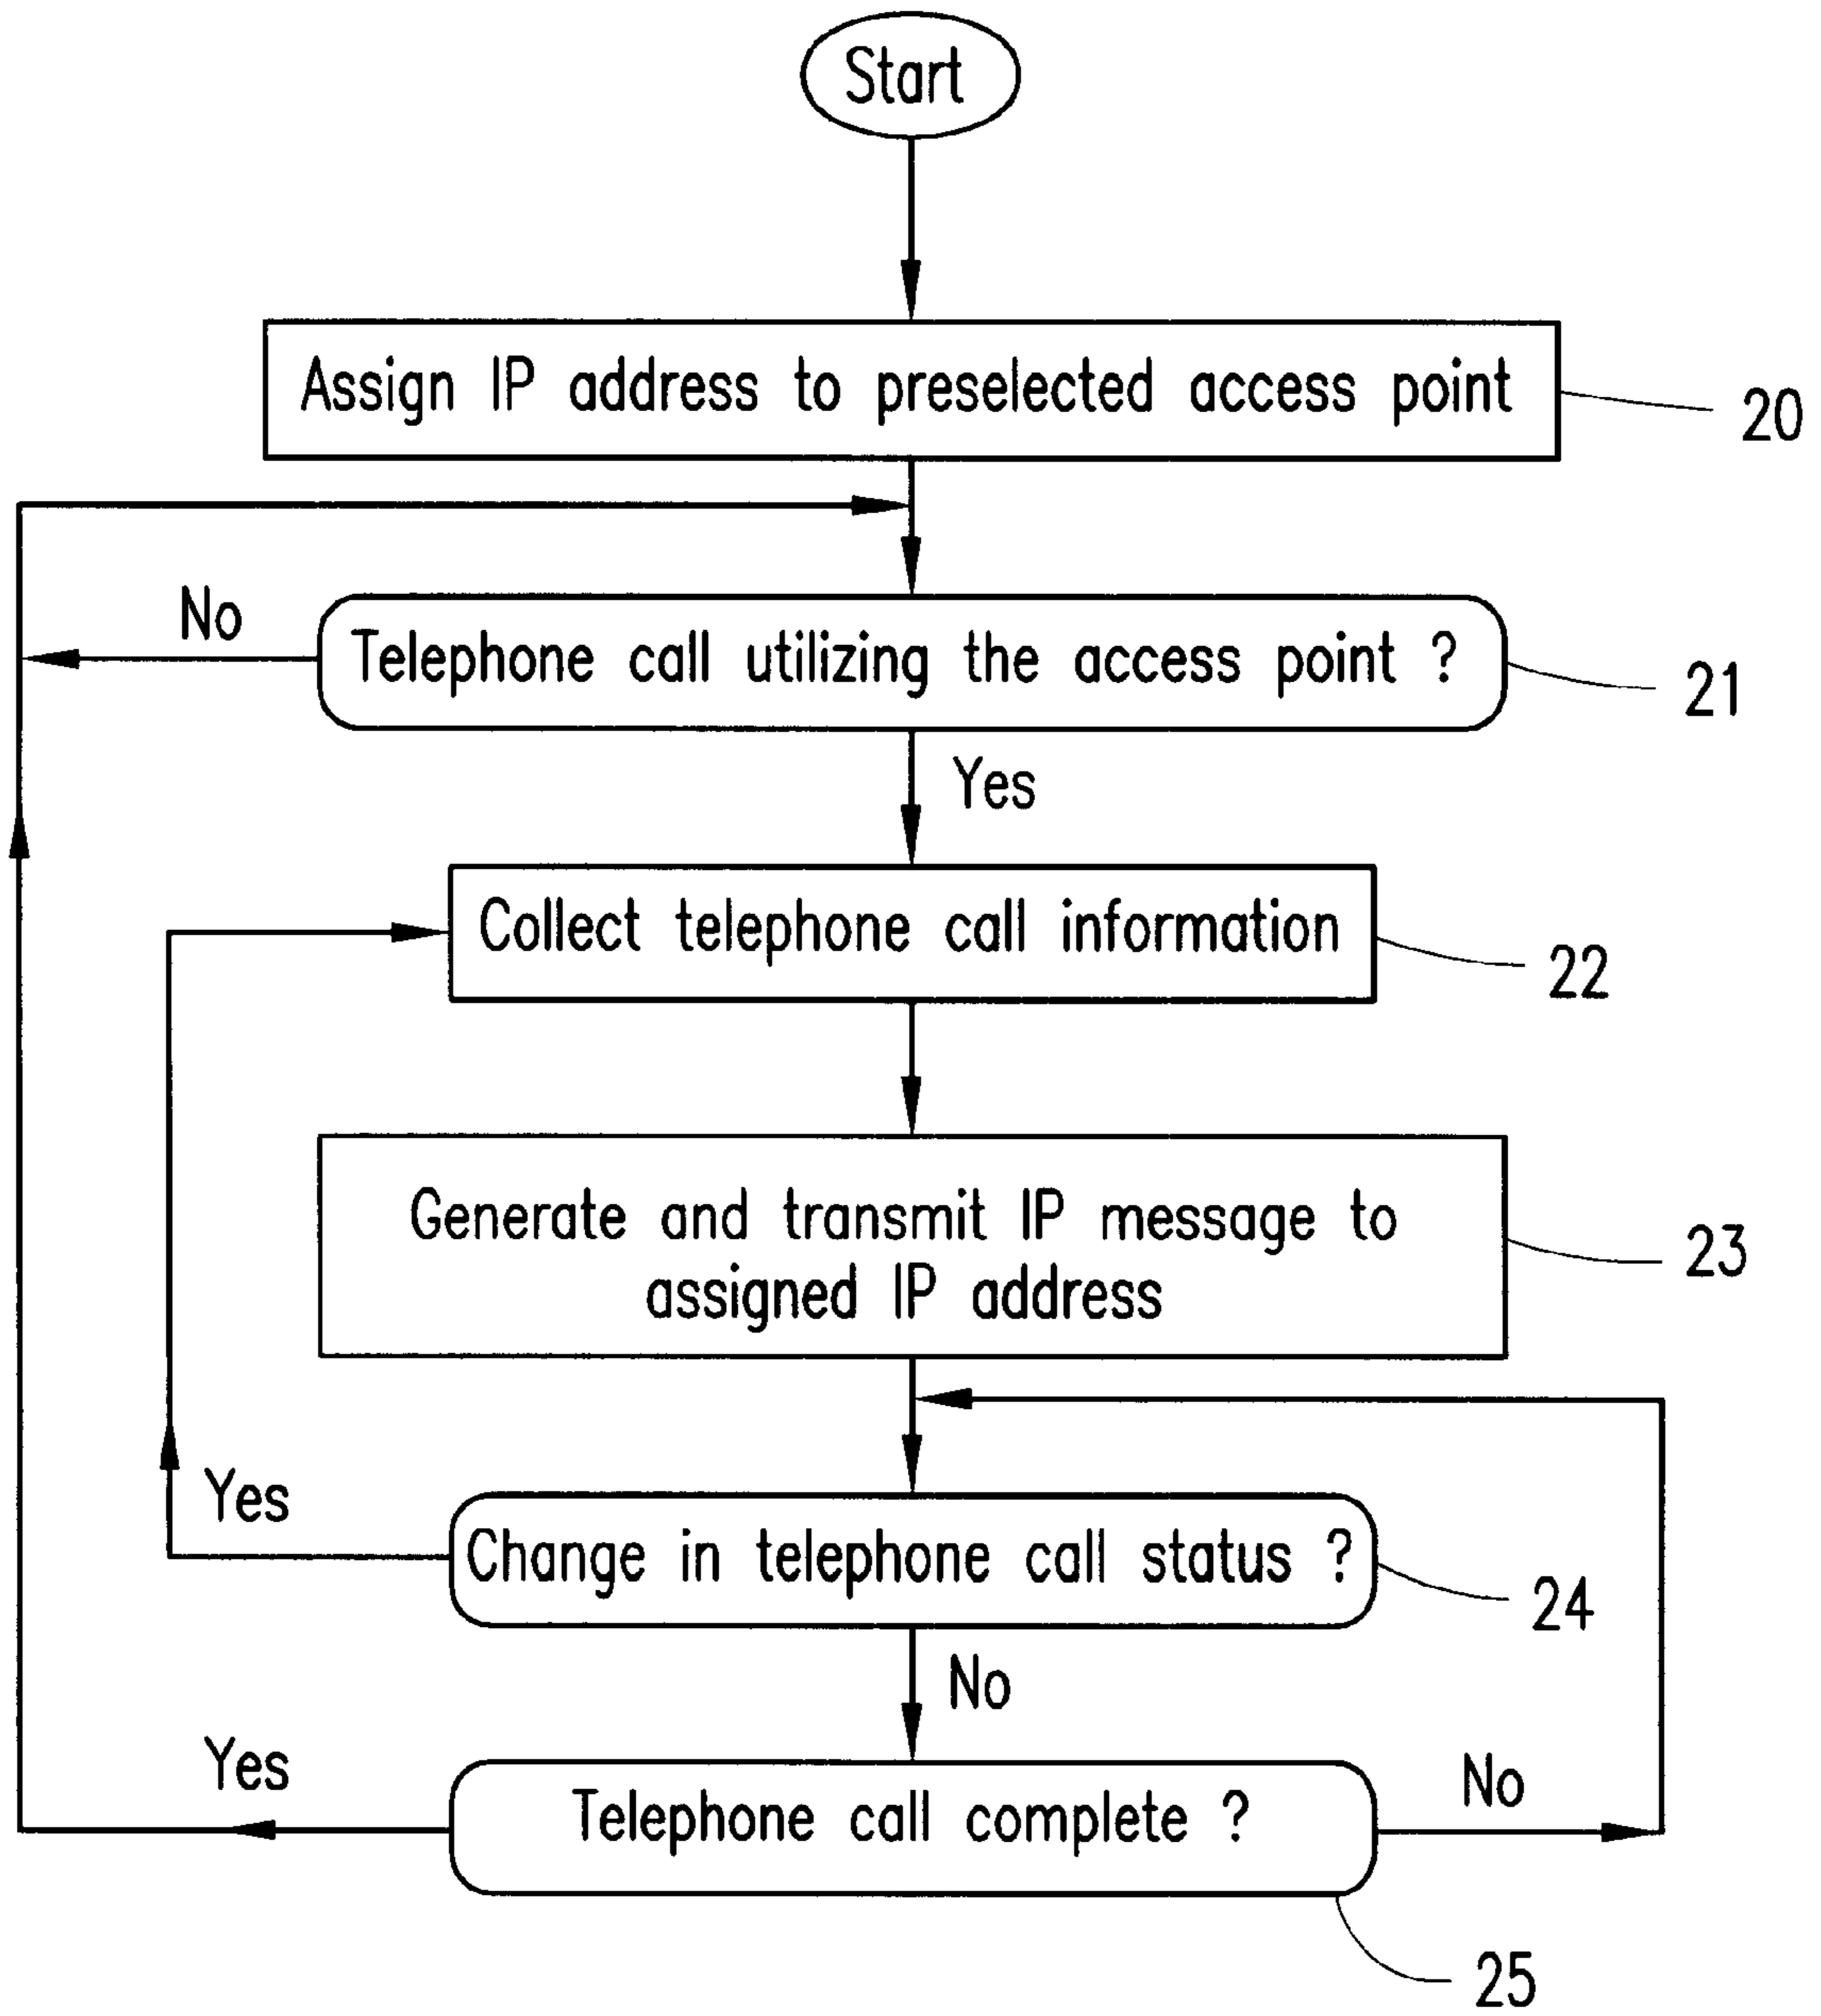 Start
Assign IP address to preselected access point
20
No
Telephone call utilizing the access point ?
21
Yes
Collect telephone call information
22
Generate and transmit IP message to
assigned IP address
23
Yes
Change in telephone call status ?
24
No
Yes
Telephone call complete ?
No
25